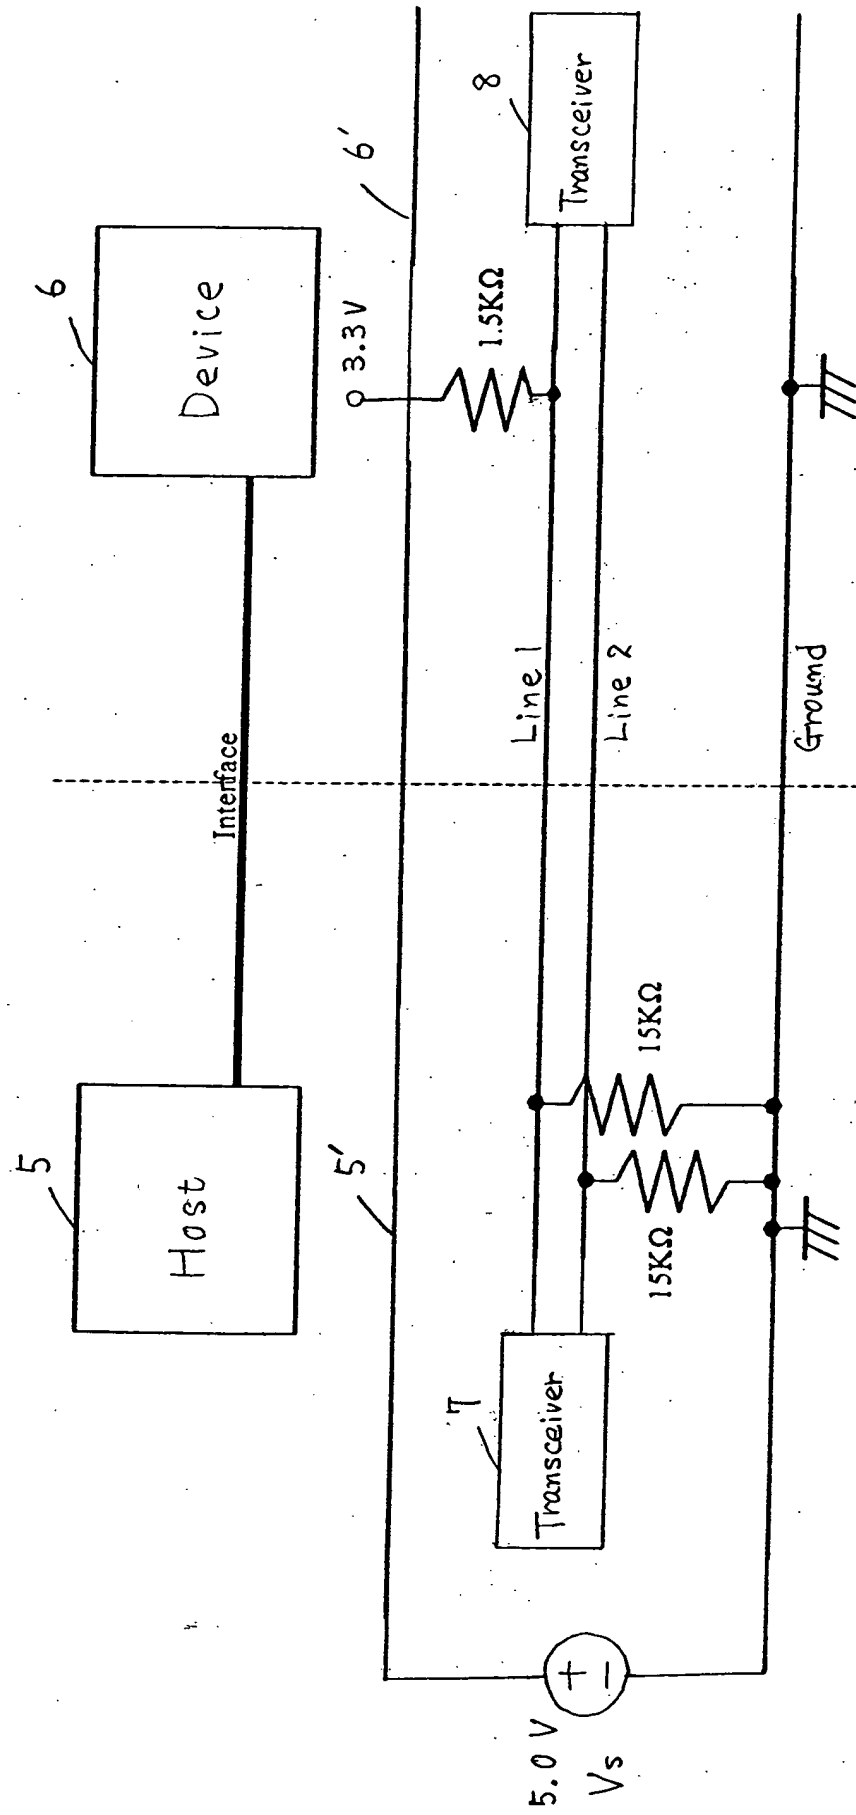 5
Host
Interface
6
Device
5'
6'
3.3V
1.5KΩ
8
Transceiver
7
Transceiver
Line 1
Line 2
15KΩ
15KΩ
Ground
5.0V
Vs
+
−